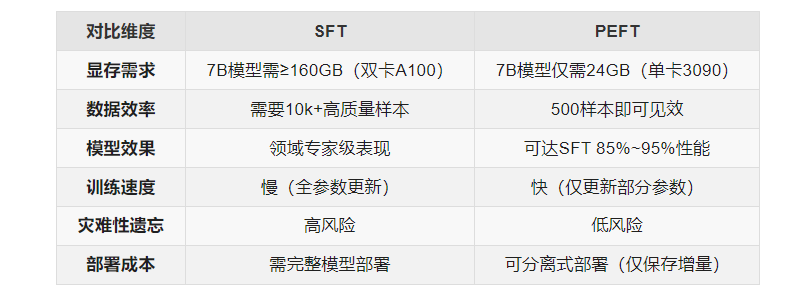 对比维度 SFT PEFT
显存需求 7B模型需≥160GB（双卡A100） 7B模型仅需24GB（单卡3090）
数据效率 需要10k+高质量样本 500样本即可见效
模型效果 领域专家级表现 可达SFT 85%~95%性能
训练速度 慢（全参数更新） 快（仅更新部分参数）
灾难性遗忘 高风险 低风险
部署成本 需完整模型部署 可分离式部署（仅保存增量）